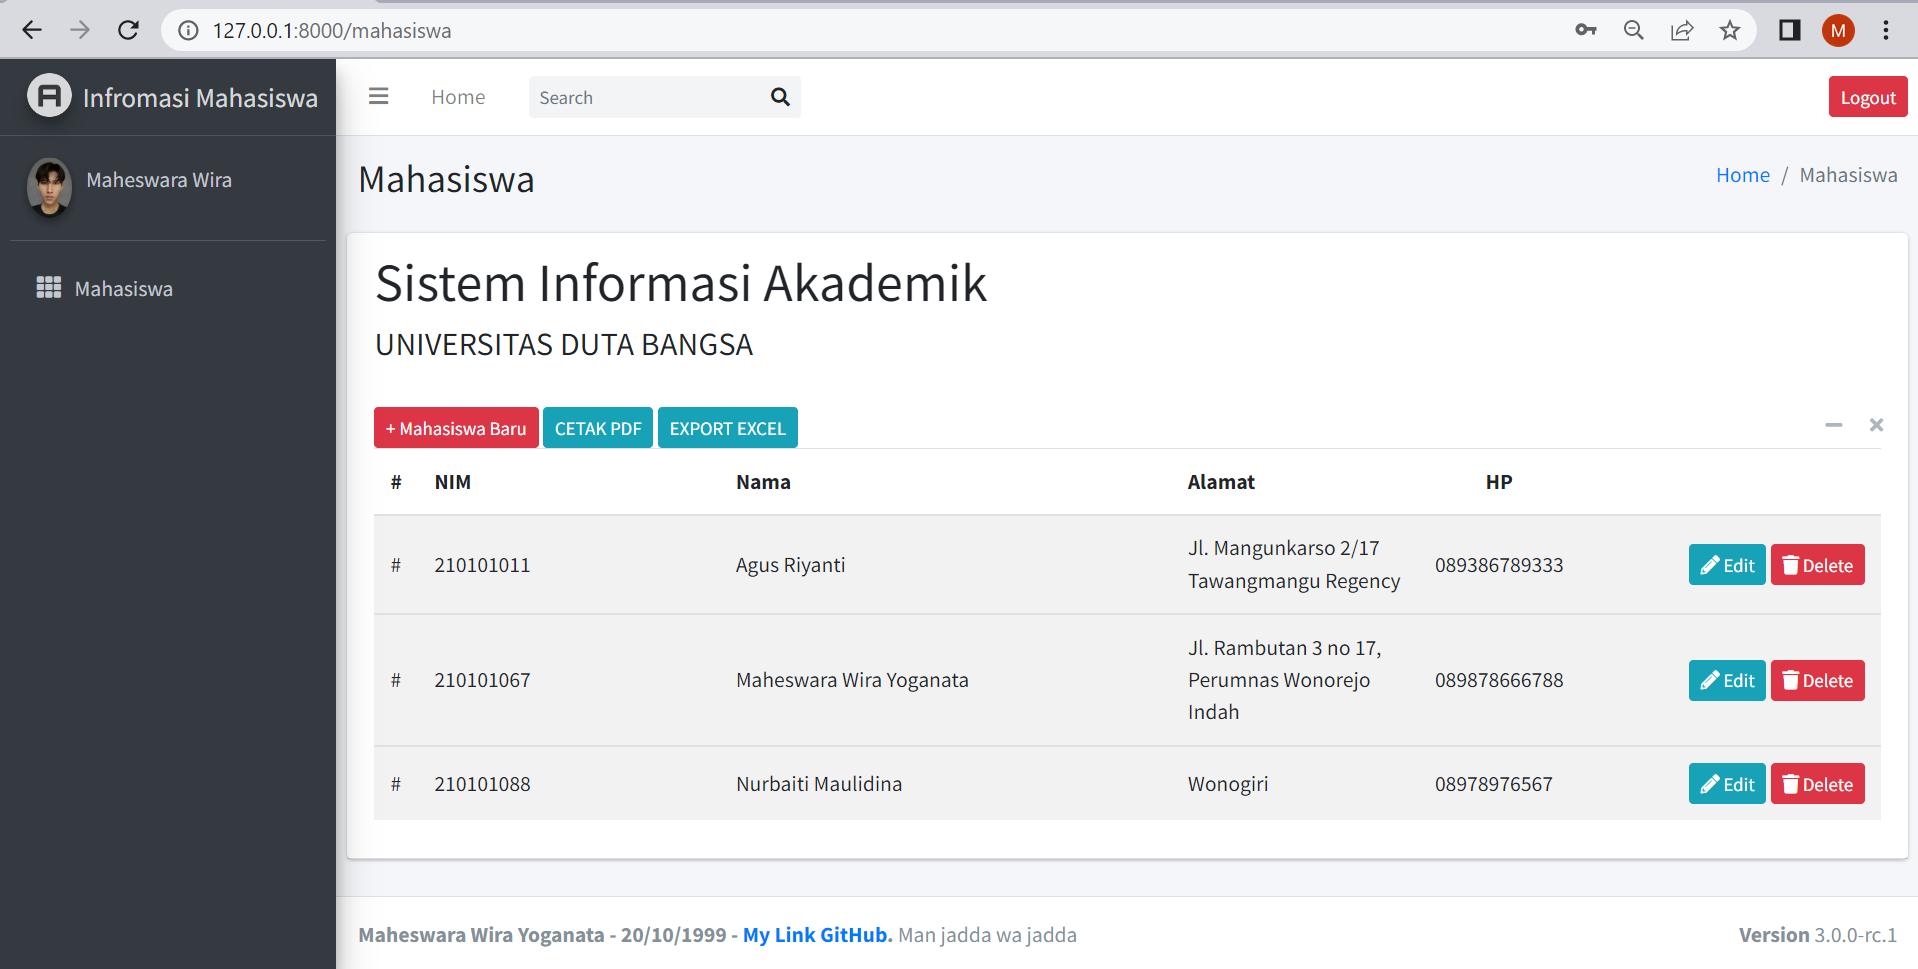 127.0.0.1:8000/mahasiswa
M
A Infromasi Mahasiswa
Home
Search
Logout
Maheswara Wira
Mahasiswa
Home / Mahasiswa
Mahasiswa
Sistem Informasi Akademik
UNIVERSITAS DUTA BANGSA
+ Mahasiswa Baru CETAK PDF EXPORT EXCEL
# NIM Nama Alamat HP
# 210101011 Agus Riyanti Jl. Mangunkarso 2/17
Tawangmangu Regency
089386789333 Edit Delete
# 210101067 Maheswara Wira Yoganata Jl. Rambutan 3 no 17,
Perumnas Wonorejo
Indah
089878666788 Edit Delete
# 210101088 Nurbaiti Maulidina Wonogiri 08978976567 Edit Delete
Maheswara Wira Yoganata - 20/10/1999 - My Link GitHub. Man jadda wa jadda
Version 3.0.0-rc.1